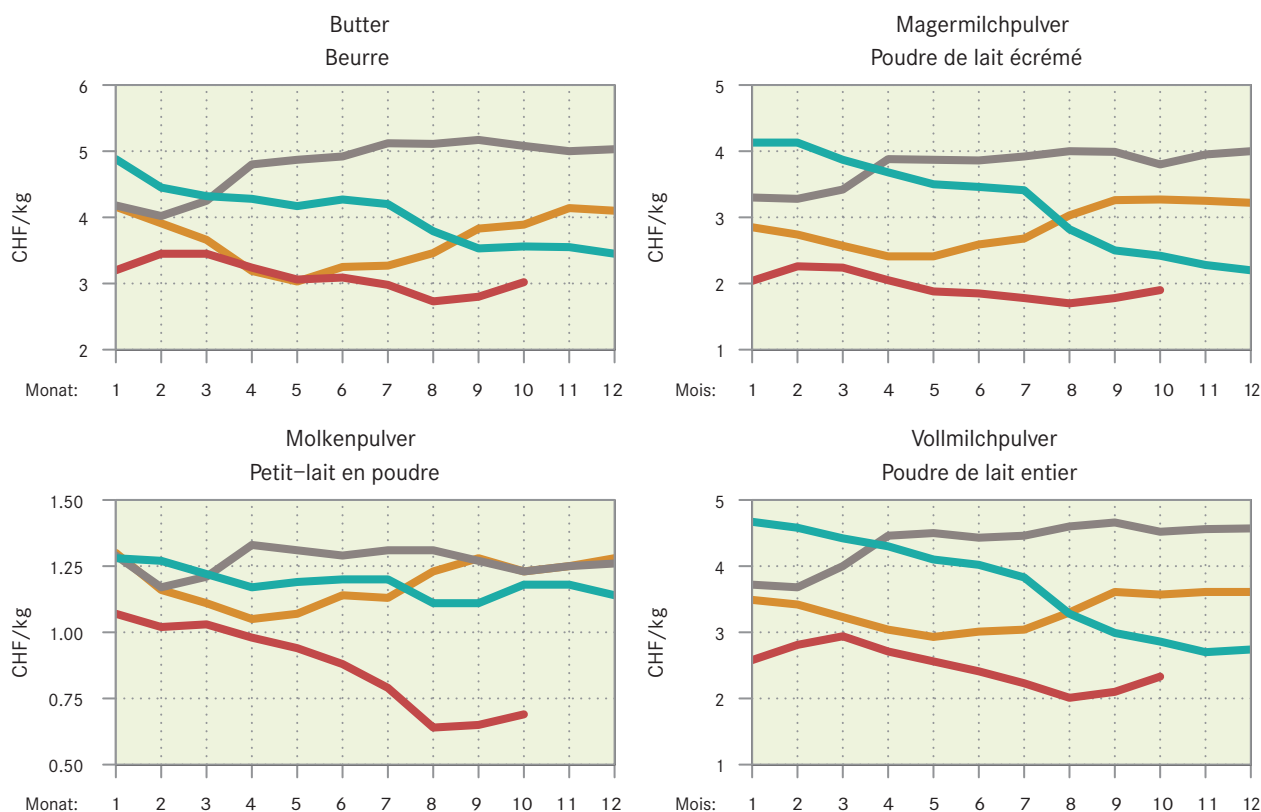 Butter
Beurre
CHF/kg
6
5
4
3
2
Monat: 1 2 3 4 5 6 7 8 9 10 11 12
Magermilchpulver
Poudre de lait écrémé
CHF/kg
5
4
3
2
1
Mois: 1 2 3 4 5 6 7 8 9 10 11 12
Molkenpulver
Petit-lait en poudre
CHF/kg
1.50
1.25
1.00
0.75
0.50
Monat: 1 2 3 4 5 6 7 8 9 10 11 12
Vollmilchpulver
Poudre de lait entier
CHF/kg
5
4
3
2
1
Mois: 1 2 3 4 5 6 7 8 9 10 11 12